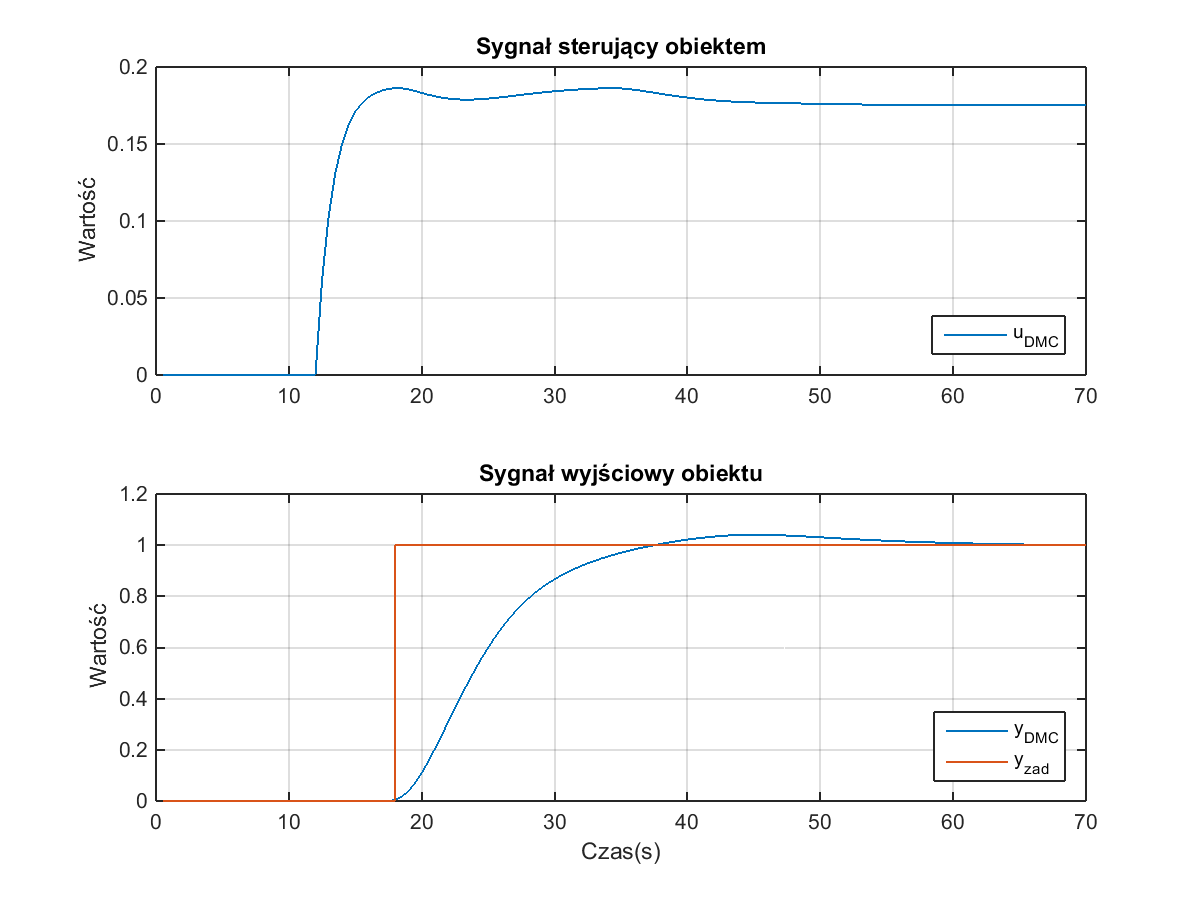 Sygnał sterujący obiektem
Wartość
0.2
0.15
0.1
0.05
0
0 10 20 30 40 50 60 70
u_DMC
Sygnał wyjściowy obiektu
Wartość
1.2
1
0.8
0.6
0.4
0.2
0
0 10 20 30 40 50 60 70
y_DMC
y_zad
Czas(s)